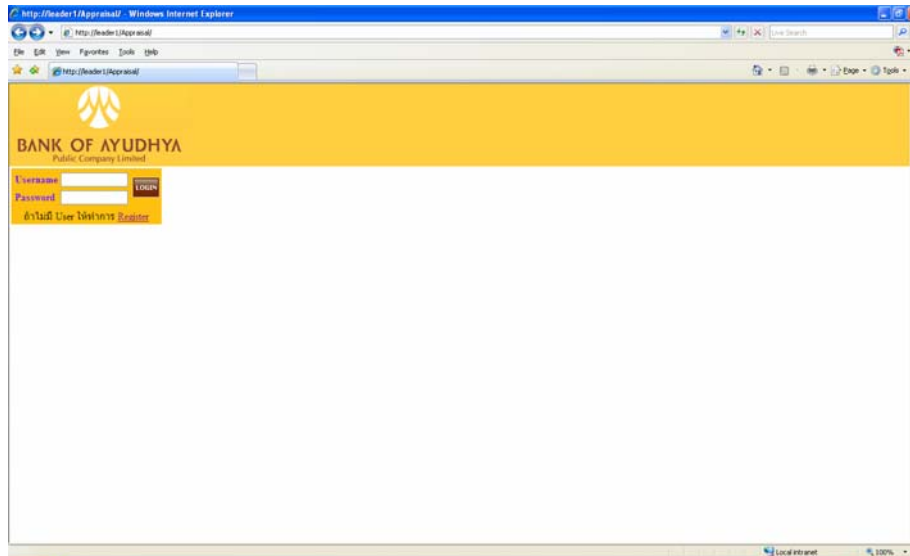 http://leader1/Appraisal/ - Windows Internet Explorer
http://leader1/Appraisal/
Live Search
File Edit View Favorites Tools Help
http://leader1/Appraisal/
Page Tools
BANK OF AYUDHYA
Public Company Limited
Username
LOGIN
Password
ถ้าไม่มี User ให้ทำการ Register
Local intranet 100%